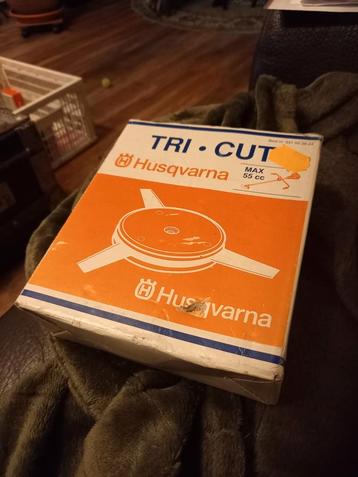 TRI • CUT
Husqvarna
MAX
55 cc
Husqvarna